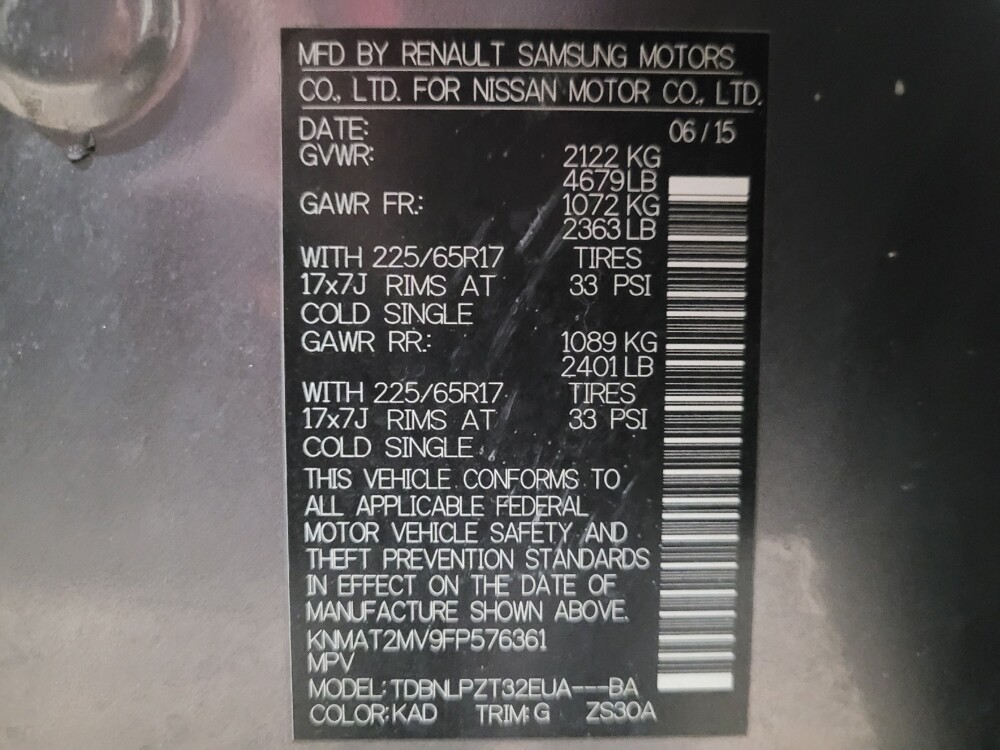 MFD BY RENAULT SAMSUNG MOTORS
CO., LTD. FOR NISSAN MOTOR CO., LTD.
DATE: 06/15
GVWR: 2122 KG
4679 LB
GAWR FR.: 1072 KG
2363 LB
WITH 225/65R17 TIRES
17x7J RIMS AT 33 PSI
COLD SINGLE
GAWR RR.: 1089 KG
2401 LB
WITH 225/65R17 TIRES
17x7J RIMS AT 33 PSI
COLD SINGLE
THIS VEHICLE CONFORMS TO
ALL APPLICABLE FEDERAL
MOTOR VEHICLE SAFETY AND
THEFT PREVENTION STANDARDS
IN EFFECT ON THE DATE OF
MANUFACTURE SHOWN ABOVE.
KNMAT2MV9FP576361
MPV
MODEL: TDBNLPZT32EUA---BA
COLOR: KAD TRIM: G ZS30A